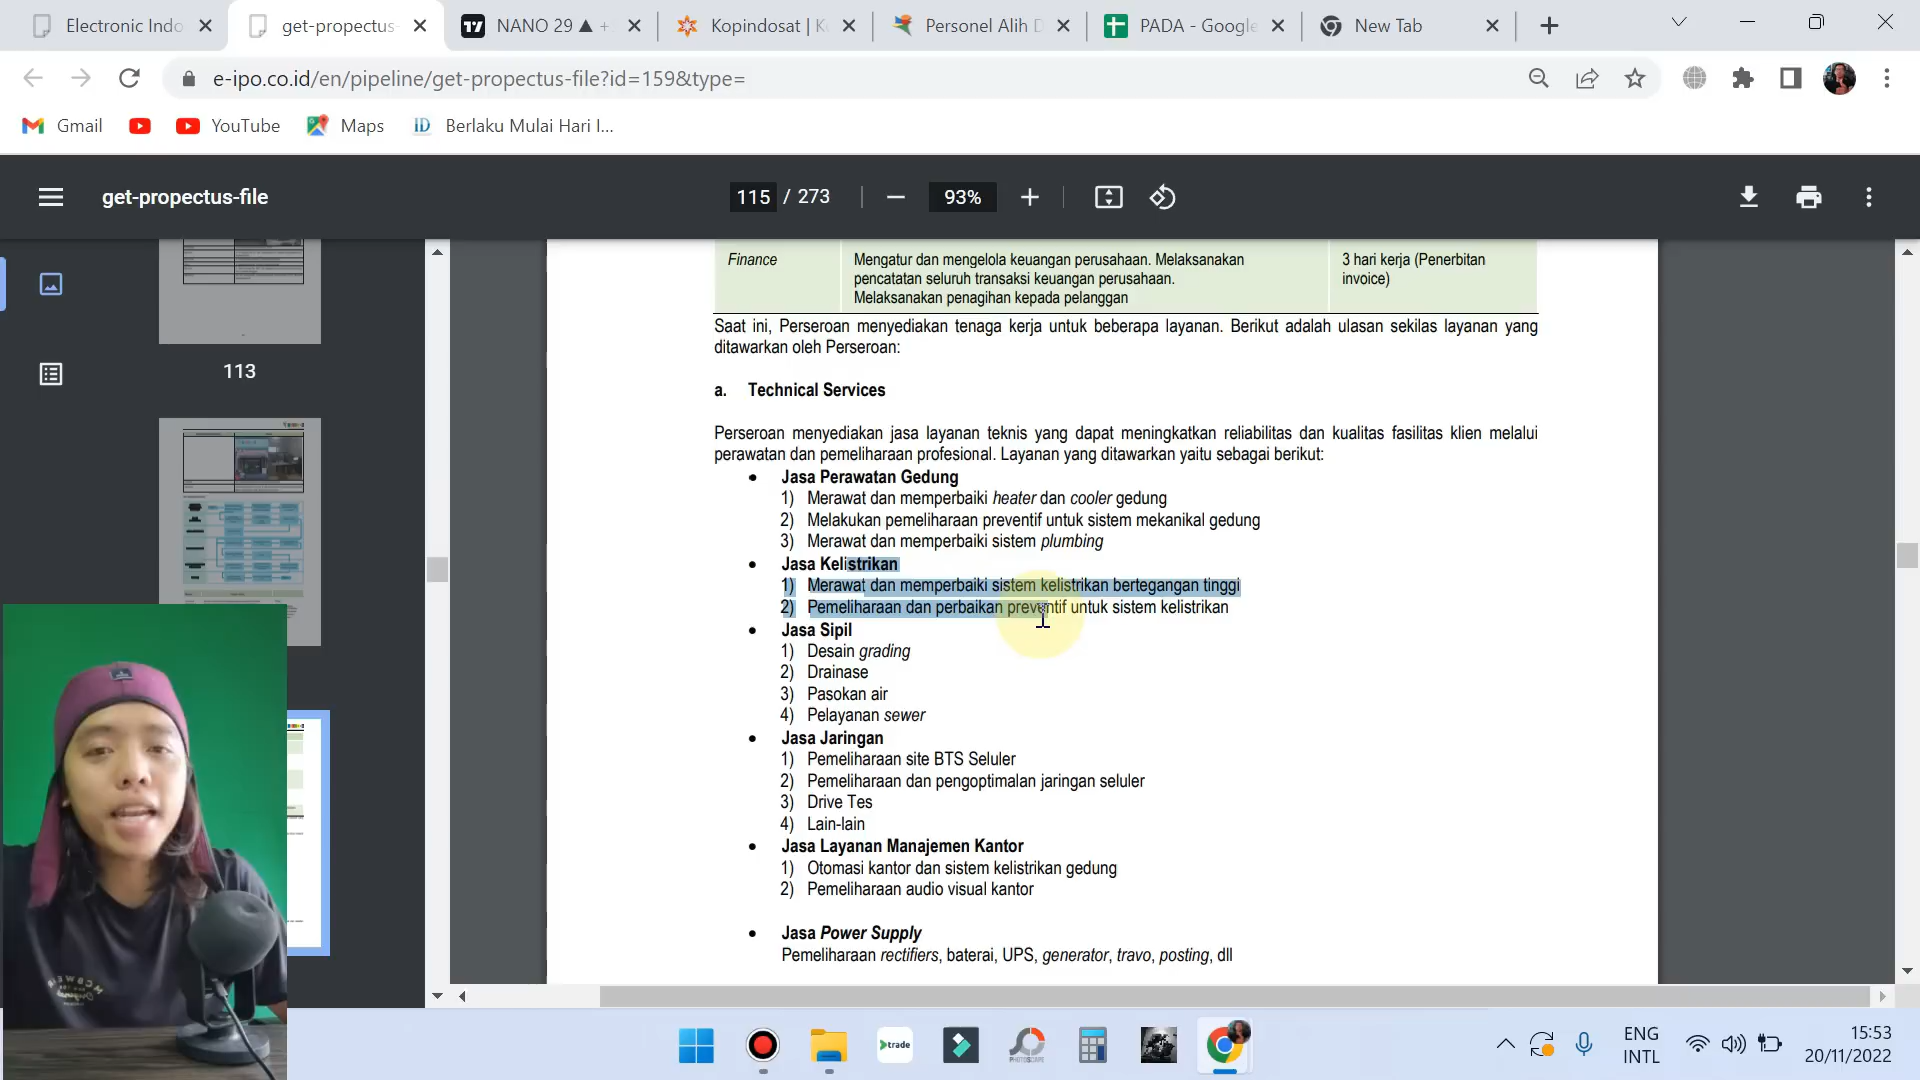 Electronic Indo
get-propectus-
NANO 29 ▲ +
Kopindosat | K
Personel Alih D
PADA - Google
New Tab
e-ipo.co.id/en/pipeline/get-propectus-file?id=159&type=
Gmail
YouTube
Maps
Berlaku Mulai Hari I...
get-propectus-file
115 / 273
93%
113
Finance
Mengatur dan mengelola keuangan perusahaan. Melaksanakan
pencatatan seluruh transaksi keuangan perusahaan.
Melaksanakan penagihan kepada pelanggan
3 hari kerja (Penerbitan
invoice)
Saat ini, Perseroan menyediakan tenaga kerja untuk beberapa layanan. Berikut adalah ulasan sekilas layanan yang
ditawarkan oleh Perseroan:
a. Technical Services
Perseroan menyediakan jasa layanan teknis yang dapat meningkatkan reliabilitas dan kualitas fasilitas klien melalui
perawatan dan pemeliharaan profesional. Layanan yang ditawarkan yaitu sebagai berikut:
• Jasa Perawatan Gedung
1) Merawat dan memperbaiki heater dan cooler gedung
2) Melakukan pemeliharaan preventif untuk sistem mekanikal gedung
3) Merawat dan memperbaiki sistem plumbing
• Jasa Kelistrikan
1) Merawat dan memperbaiki sistem kelistrikan bertegangan tinggi
2) Pemeliharaan dan perbaikan preventif untuk sistem kelistrikan
• Jasa Sipil
1) Desain grading
2) Drainase
3) Pasokan air
4) Pelayanan sewer
• Jasa Jaringan
1) Pemeliharaan site BTS Seluler
2) Pemeliharaan dan pengoptimalan jaringan seluler
3) Drive Tes
4) Lain-lain
• Jasa Layanan Manajemen Kantor
1) Otomasi kantor dan sistem kelistrikan gedung
2) Pemeliharaan audio visual kantor
• Jasa Power Supply
Pemeliharaan rectifiers, baterai, UPS, generator, travo, posting, dll
trade
PHOTOSCAPE
ENG
INTL
15:53
20/11/2022